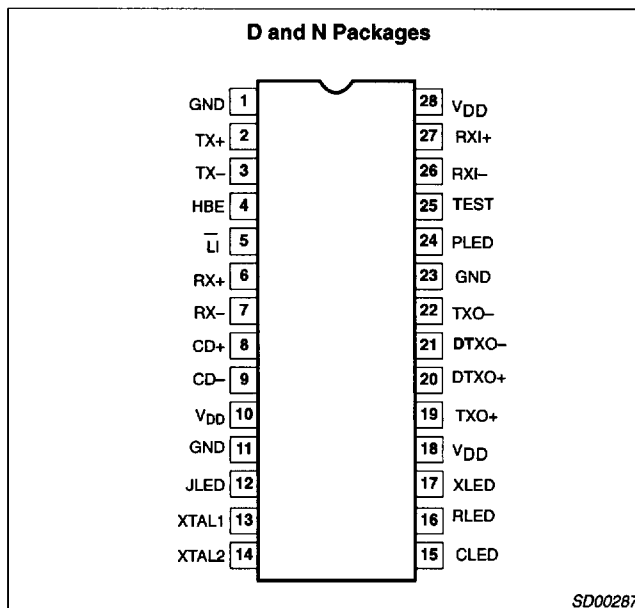 D and N Packages
GND 1 28 VDD
TX+ 2 27 RXI+
TX– 3 26 RXI–
HBE 4 25 TEST
L̅I̅ 5 24 PLED
RX+ 6 23 GND
RX– 7 22 TXO–
CD+ 8 21 DTXO–
CD– 9 20 DTXO+
VDD 10 19 TXO+
GND 11 18 VDD
JLED 12 17 XLED
XTAL1 13 16 RLED
XTAL2 14 15 CLED
SD00287